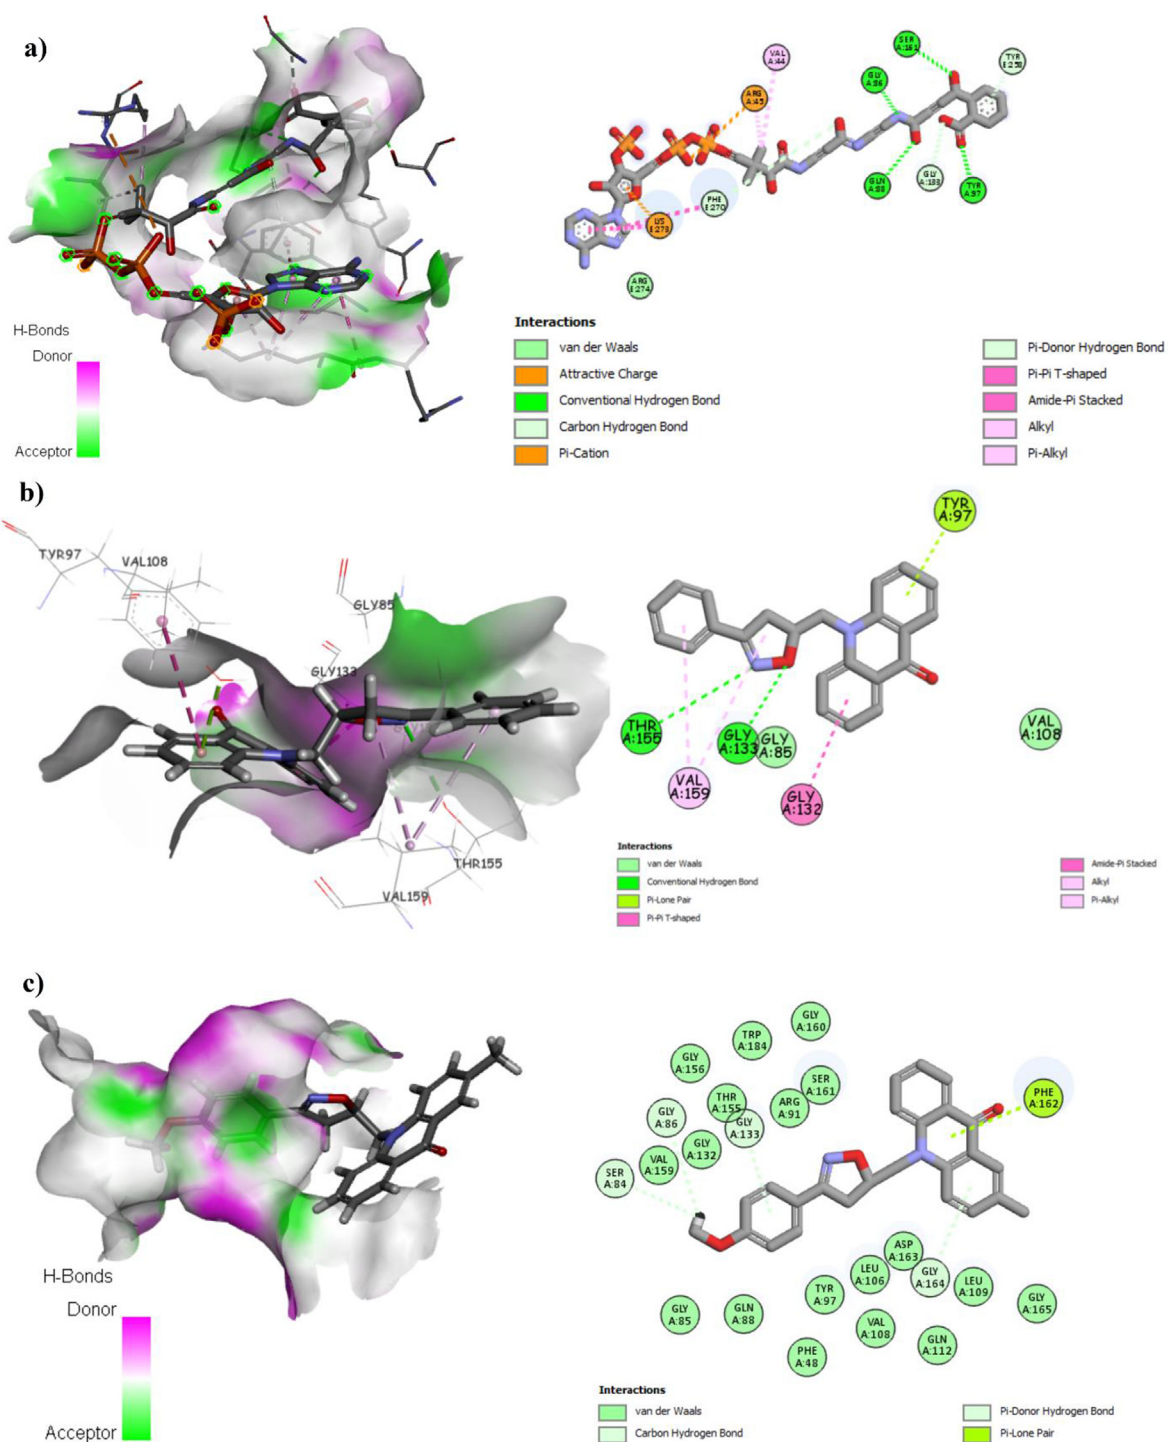 a)
H-Bonds
Donor
Acceptor
VAL
A:44
ARG
A:45
SER
A:161
GLY
A:86
TYR
E:258
GLN
A:88
GLY
A:133
TYR
A:97
PHE
E:270
E:278
ARG
E:274
Interactions
van der Waals
Attractive Charge
Conventional Hydrogen Bond
Carbon Hydrogen Bond
Pi-Cation
Pi-Donor Hydrogen Bond
Pi-Pi T-shaped
Amide-Pi Stacked
Alkyl
Pi-Alkyl
b)
TYR97
VAL108
GLY85
GLY133
THR155
VAL159
TYR
A:97
THR
A:155
GLY
A:133
GLY
A:85
VAL
A:159
GLY
A:132
VAL
A:108
Interactions
van der Waals
Conventional Hydrogen Bond
Pi-Lone Pair
Pi-Pi T-shaped
Amide-Pi Stacked
Alkyl
Pi-Alkyl
c)
H-Bonds
Donor
Acceptor
GLY
A:160
TRP
A:184
GLY
A:156
SER
A:161
THR
A:155
ARG
A:91
GLY
A:86
GLY
A:133
PHE
A:162
GLY
A:132
VAL
A:159
SER
A:84
ASP
A:163
LEU
A:106
GLY
A:164
LEU
A:109
TYR
A:97
GLY
A:165
GLY
A:85
GLN
A:88
VAL
A:108
GLN
A:112
PHE
A:48
Interactions
van der Waals
Carbon Hydrogen Bond
Pi-Donor Hydrogen Bond
Pi-Lone Pair